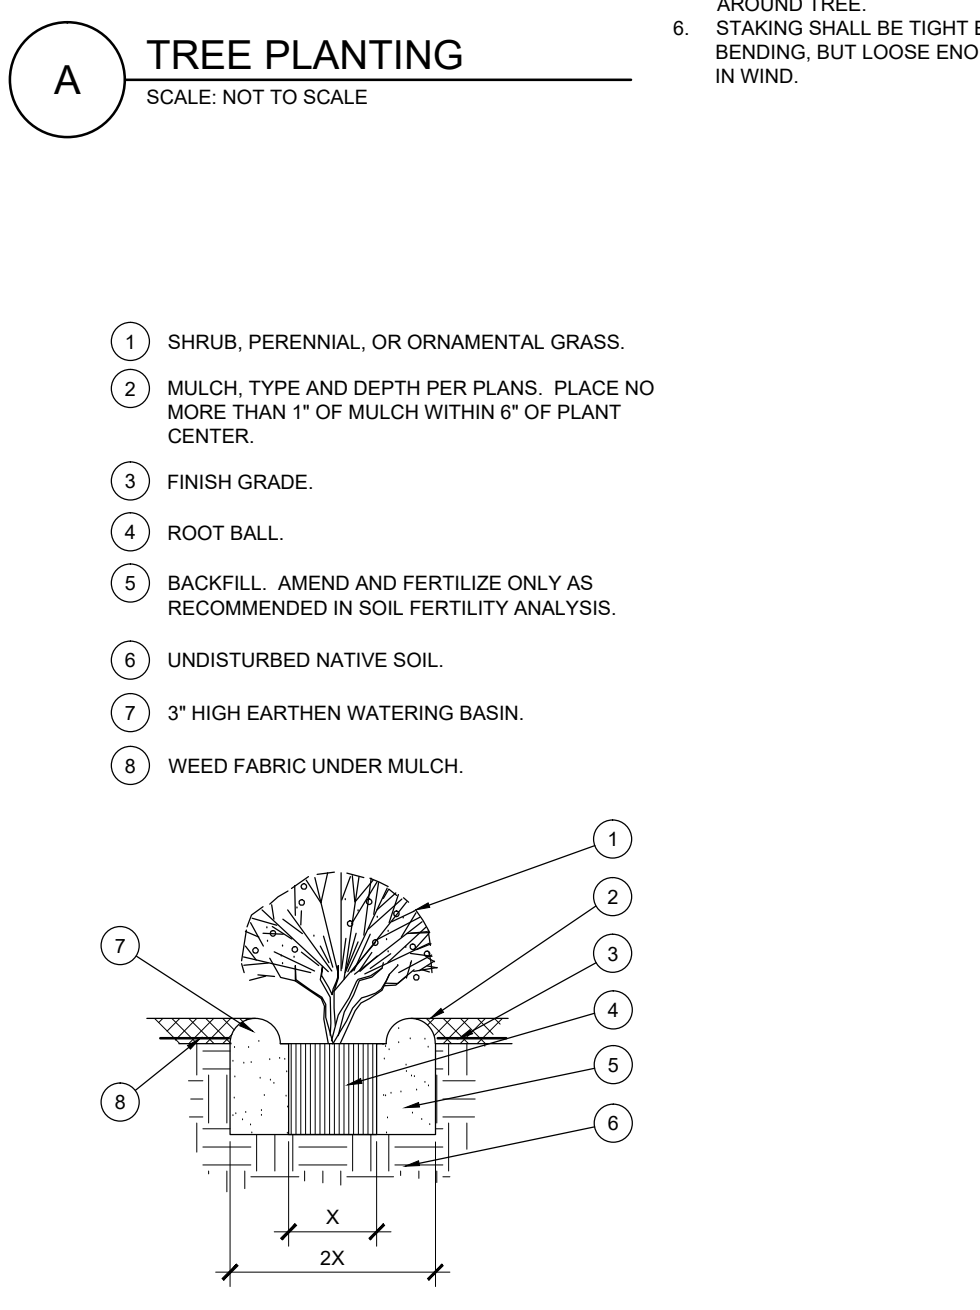 AROUND TREE.
6. STAKING SHALL BE TIGHT
BENDING, BUT LOOSE
IN WIND.
A
TREE PLANTING
SCALE: NOT TO SCALE
1 SHRUB, PERENNIAL, OR ORNAMENTAL GRASS.
2 MULCH, TYPE AND DEPTH PER PLANS. PLACE NO
MORE THAN 1" OF MULCH WITHIN 6" OF PLANT
CENTER.
3 FINISH GRADE.
4 ROOT BALL.
5 BACKFILL. AMEND AND FERTILIZE ONLY AS
RECOMMENDED IN SOIL FERTILITY ANALYSIS.
6 UNDISTURBED NATIVE SOIL.
7 3" HIGH EARTHEN WATERING BASIN.
8 WEED FABRIC UNDER MULCH.
1
2
7
3
4
5
8
6
X
2X